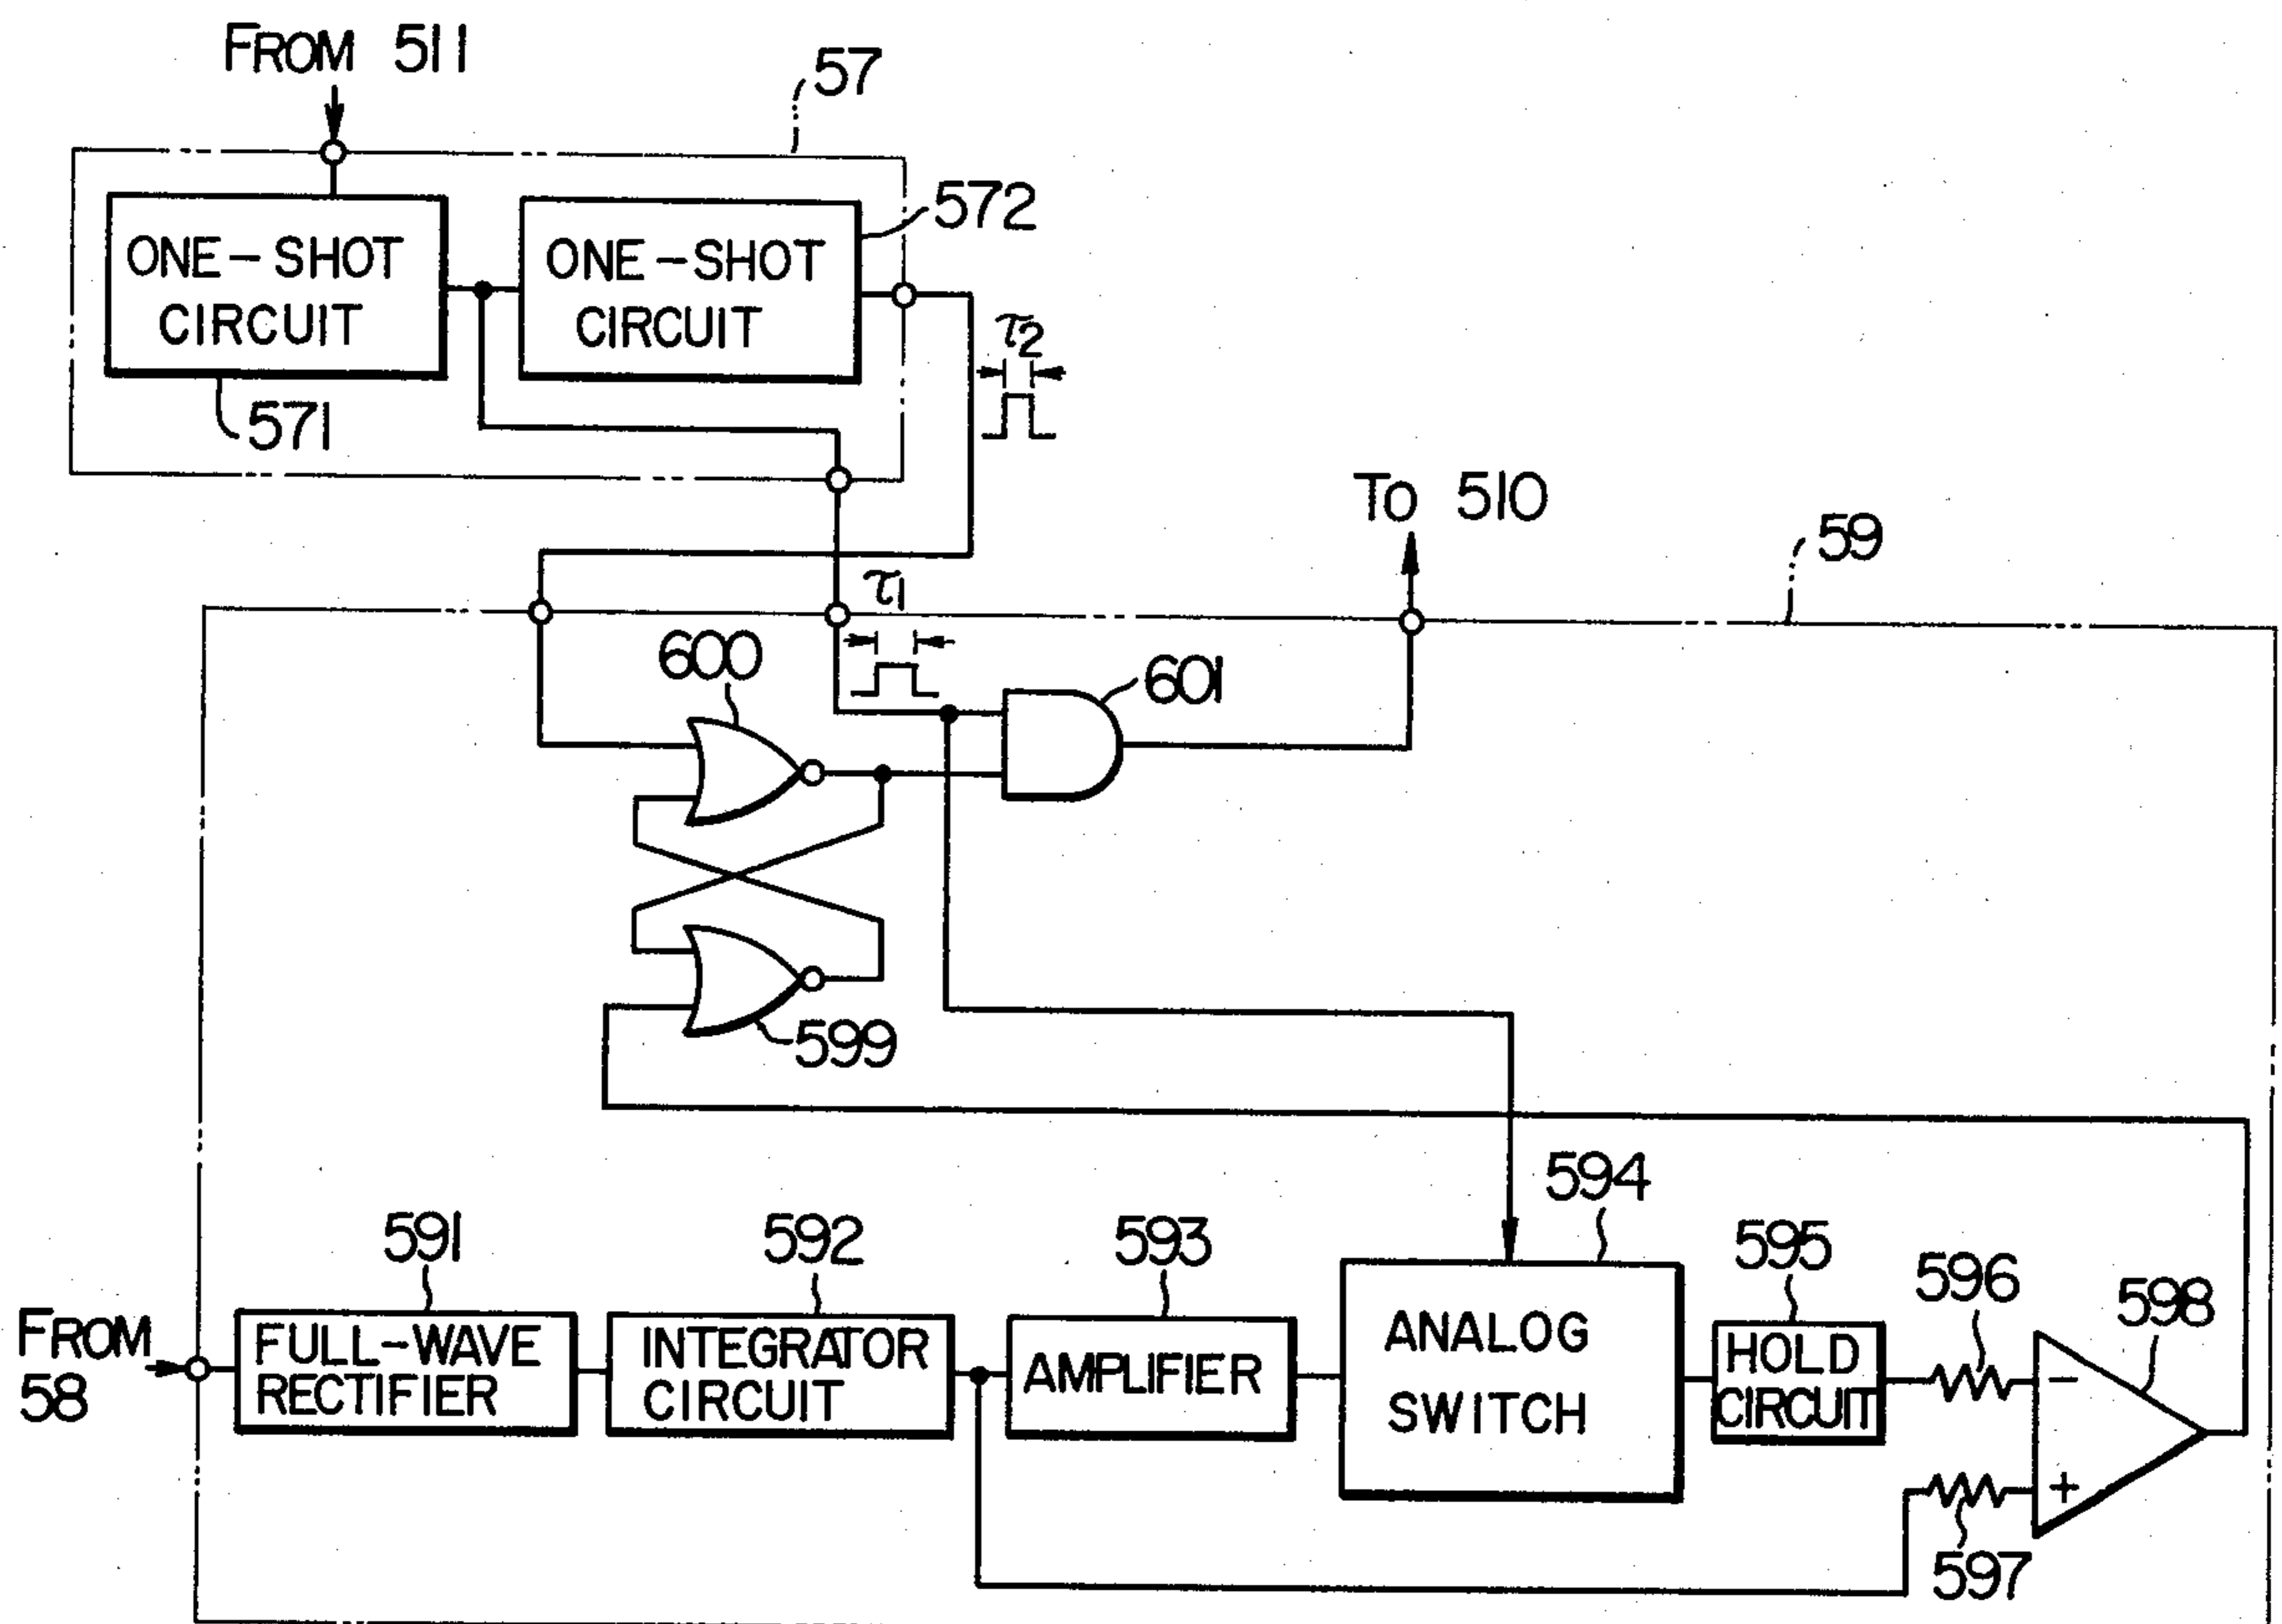 FROM 511
57
ONE-SHOT
CIRCUIT
571
ONE-SHOT
CIRCUIT
572
τ2
TO 510
59
τ1
600
601
599
594
591
592
593
595
596
598
FROM
58
FULL-WAVE
RECTIFIER
INTEGRATOR
CIRCUIT
AMPLIFIER
ANALOG
SWITCH
HOLD
CIRCUIT
−
+
597